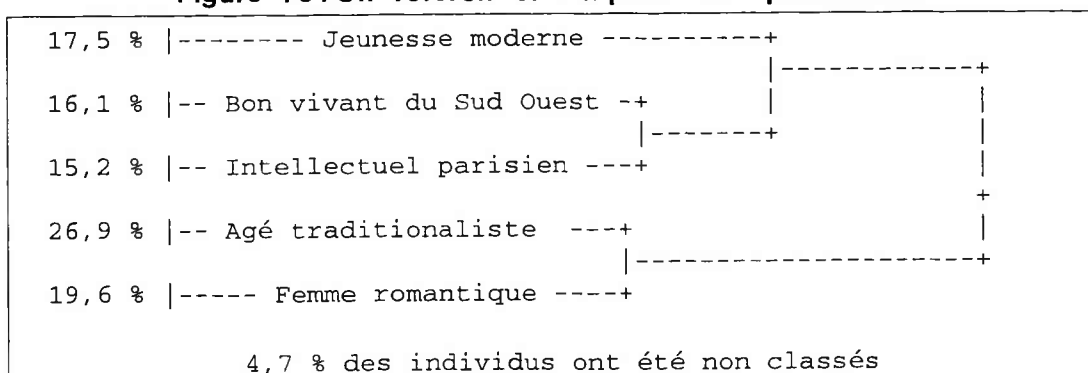 17,5 % |-------- Jeunesse moderne ----------+
|------------+
16,1 % |-- Bon vivant du Sud Ouest -+ | |
|-------+ |
15,2 % |-- Intellectuel parisien ---+ |
+
26,9 % |-- Agé traditionaliste ---+ |
|---------------------+
19,6 % |----- Femme romantique ----+
4,7 % des individus ont été non classés